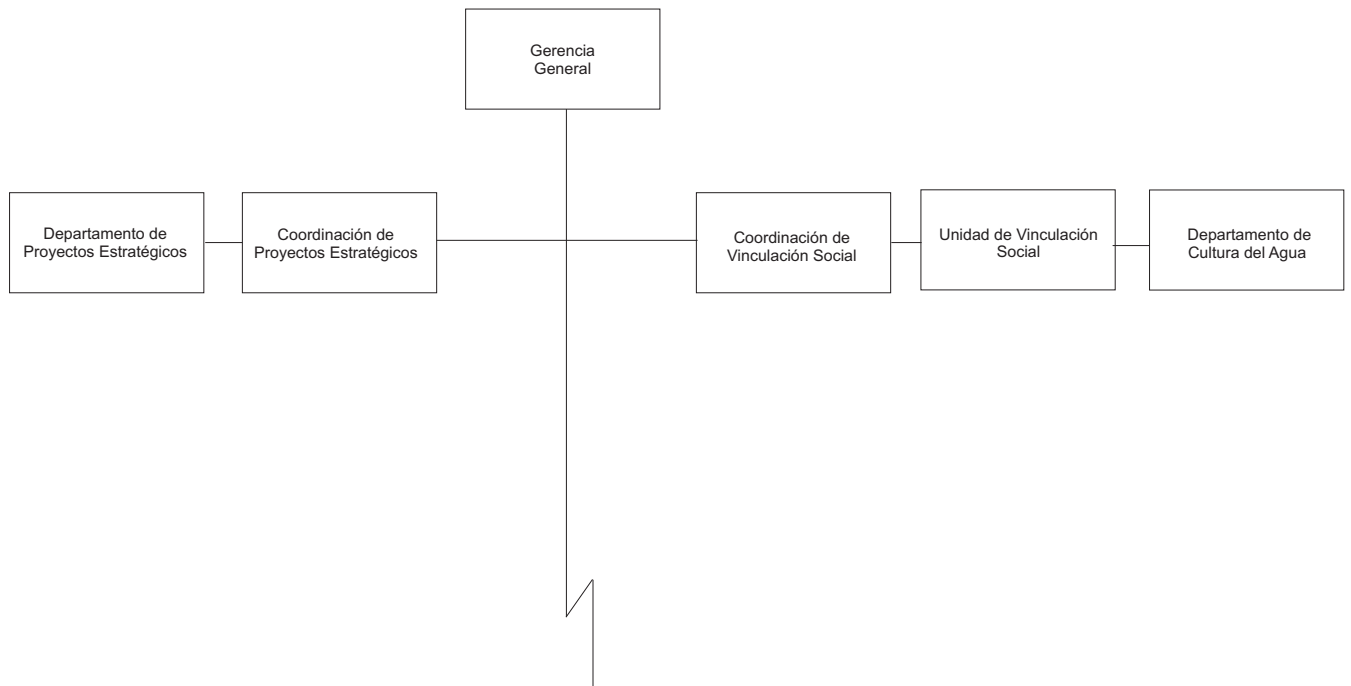 Gerencia
General
Departamento de
Proyectos Estratégicos
Coordinación de
Proyectos Estratégicos
Coordinación de
Vinculación Social
Unidad de Vinculación
Social
Departamento de
Cultura del Agua